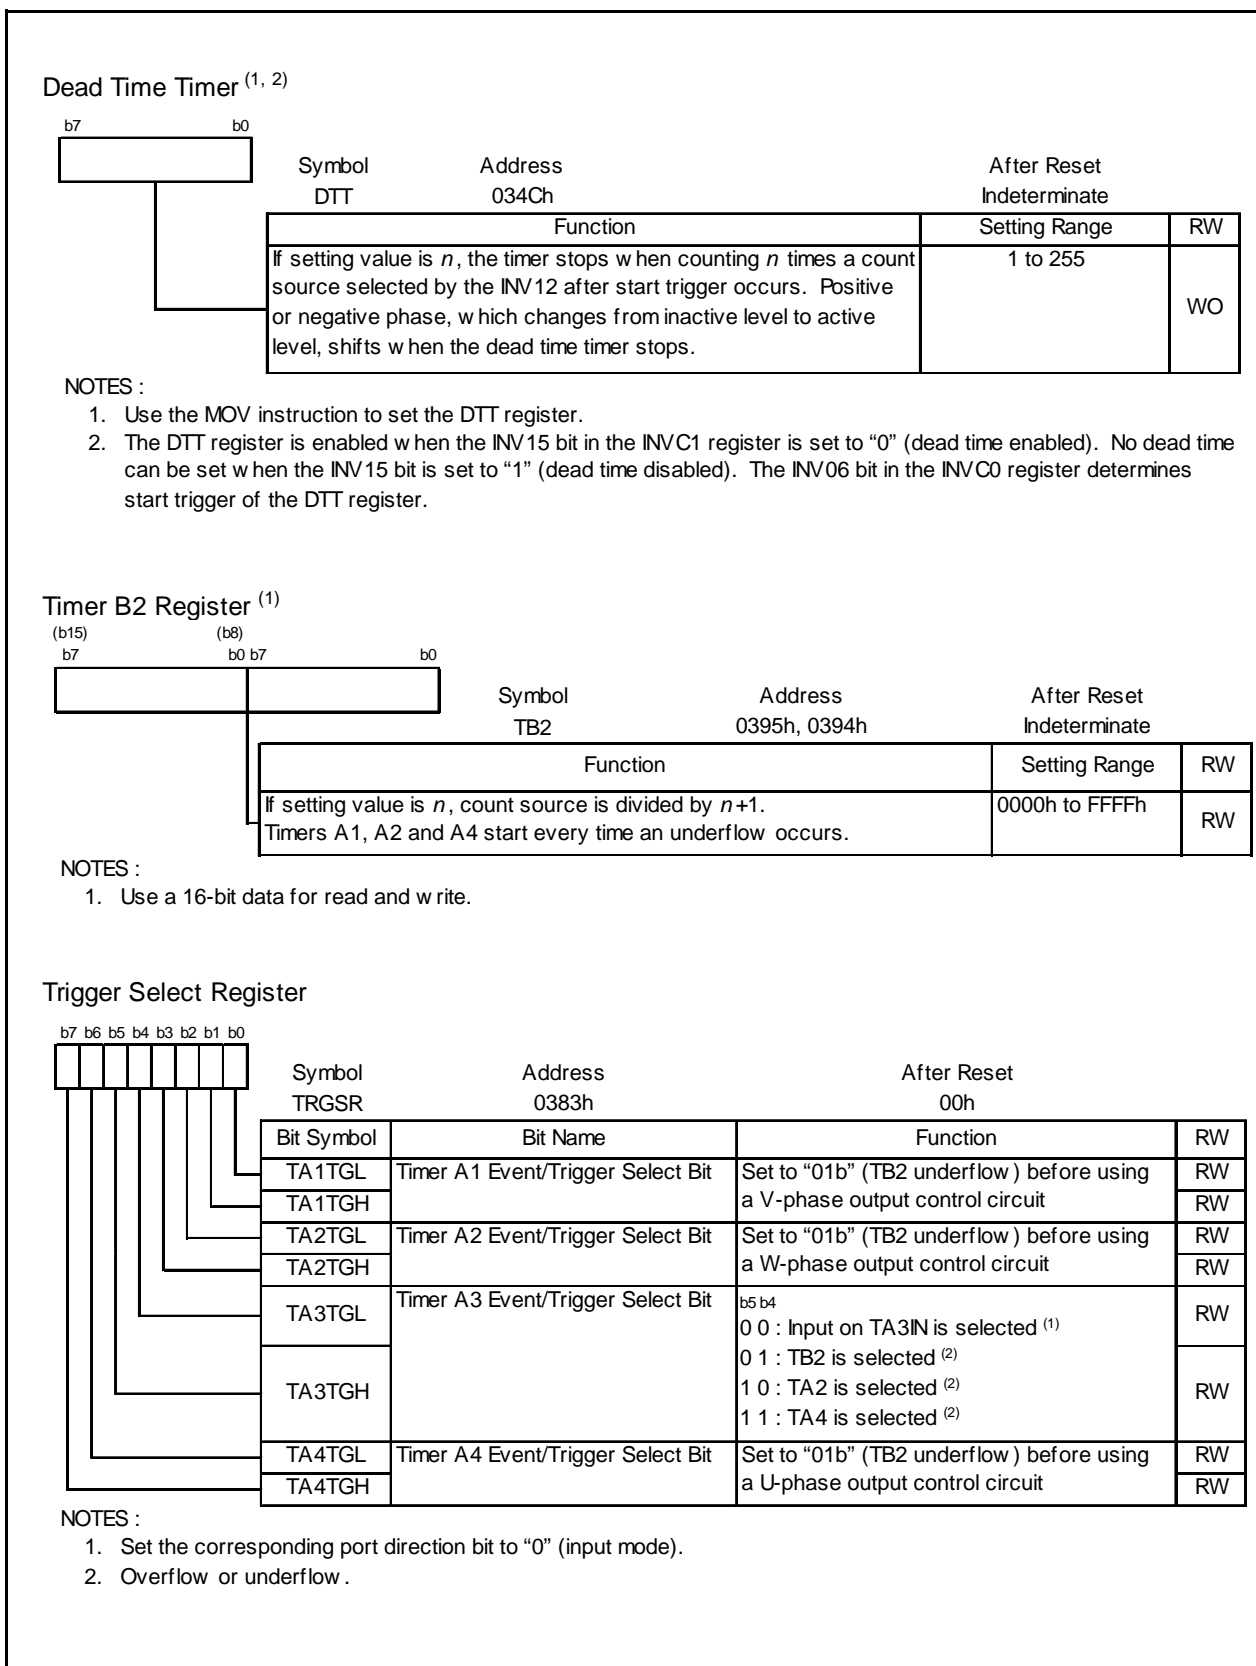 Dead Time Timer (1, 2)
b7 b0
Symbol Address After Reset
DTT 034Ch Indeterminate
Function Setting Range RW
If setting value is n, the timer stops when counting n times a count 1 to 255
source selected by the INV12 after start trigger occurs. Positive
or negative phase, which changes from inactive level to active WO
level, shifts when the dead time timer stops.
NOTES :
1. Use the MOV instruction to set the DTT register.
2. The DTT register is enabled when the INV15 bit in the INVC1 register is set to “0” (dead time enabled). No dead time
can be set when the INV15 bit is set to “1” (dead time disabled). The INV06 bit in the INVC0 register determines
start trigger of the DTT register.
Timer B2 Register (1)
(b15) (b8)
b7 b0 b7 b0
Symbol Address After Reset
TB2 0395h, 0394h Indeterminate
Function Setting Range RW
If setting value is n, count source is divided by n+1. 0000h to FFFFh
Timers A1, A2 and A4 start every time an underflow occurs. RW
NOTES :
1. Use a 16-bit data for read and write.
Trigger Select Register
b7 b6 b5 b4 b3 b2 b1 b0
Symbol Address After Reset
TRGSR 0383h 00h
Bit Symbol Bit Name Function RW
TA1TGL Timer A1 Event/Trigger Select Bit Set to “01b” (TB2 underflow) before using RW
TA1TGH a V-phase output control circuit RW
TA2TGL Timer A2 Event/Trigger Select Bit Set to “01b” (TB2 underflow) before using RW
TA2TGH a W-phase output control circuit RW
TA3TGL Timer A3 Event/Trigger Select Bit b5 b4 RW
0 0 : Input on TA3IN is selected (1)
0 1 : TB2 is selected (2)
TA3TGH 1 0 : TA2 is selected (2) RW
1 1 : TA4 is selected (2)
TA4TGL Timer A4 Event/Trigger Select Bit Set to “01b” (TB2 underflow) before using RW
TA4TGH a U-phase output control circuit RW
NOTES :
1. Set the corresponding port direction bit to “0” (input mode).
2. Overflow or underflow.